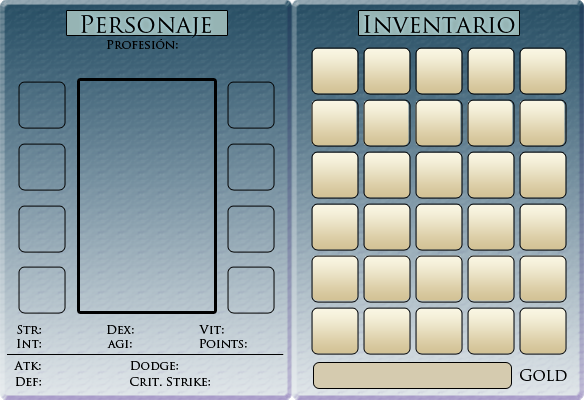 Personaje
Profesión:
Str: Dex: Vit:
Int: agi: Points:
Atk: Dodge:
Def: Crit. Strike:
Inventario
Gold